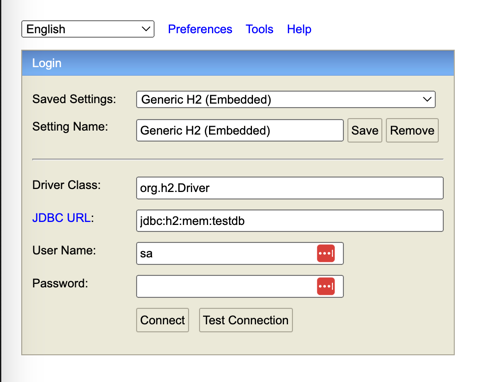 English Preferences Tools Help
Login
Saved Settings: Generic H2 (Embedded)
Setting Name: Generic H2 (Embedded) Save Remove
Driver Class: org.h2.Driver
JDBC URL: jdbc:h2:mem:testdb
User Name: sa
Password:
Connect Test Connection